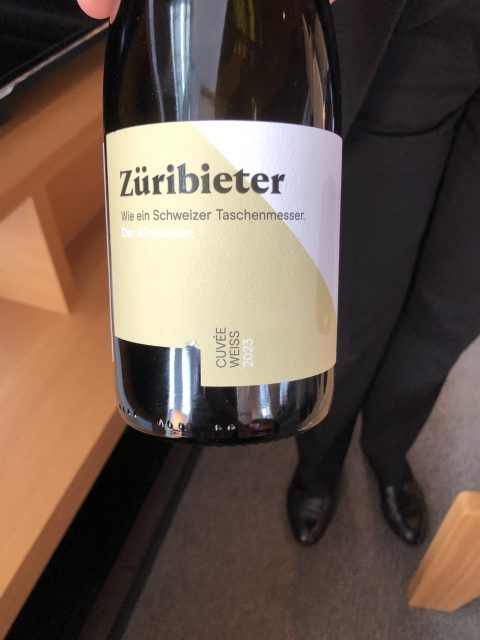 Züribieter
Wie ein Schweizer Taschenmesser.
Der Allrounder.
CUVÉE
WEISS
2023